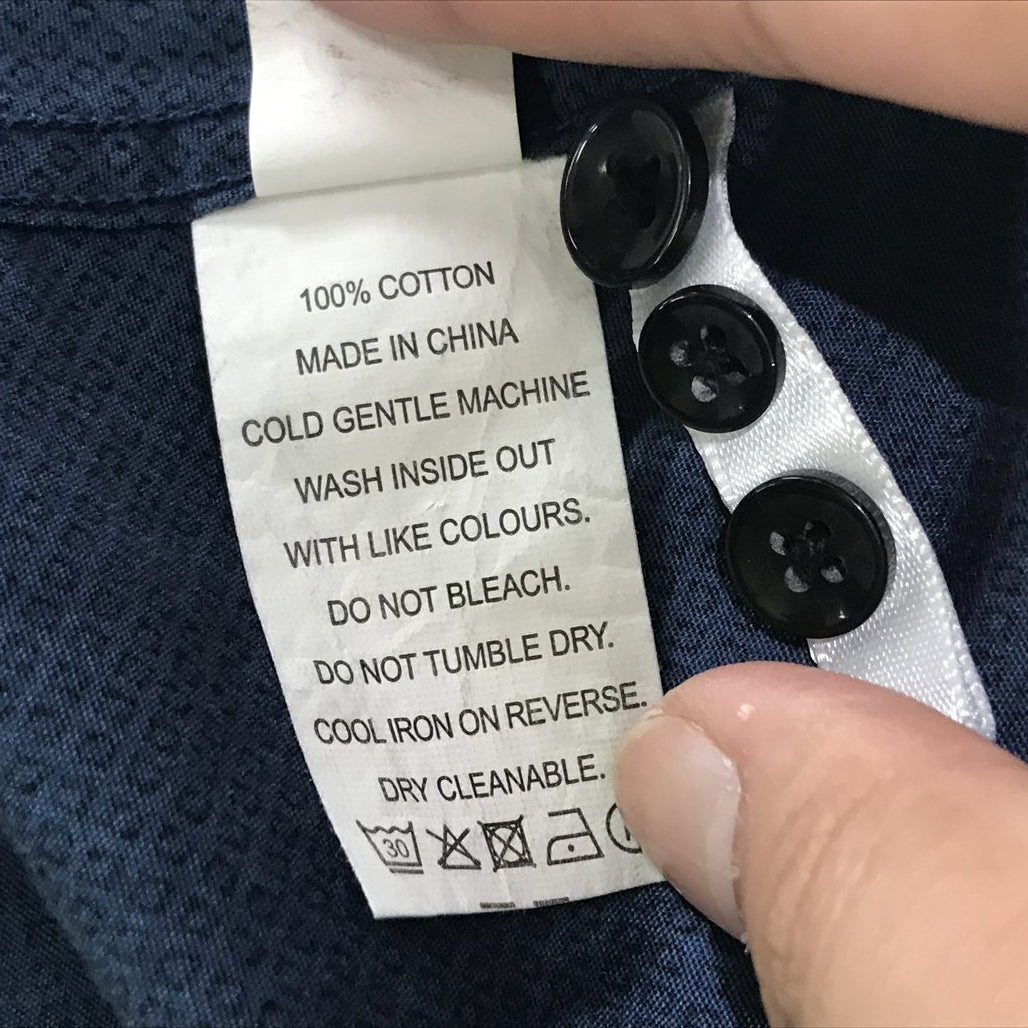 100% COTTON
MADE IN CHINA
COLD GENTLE MACHINE
WASH INSIDE OUT
WITH LIKE COLOURS.
DO NOT BLEACH.
DO NOT TUMBLE DRY.
COOL IRON ON REVERSE.
DRY CLEANABLE.
30